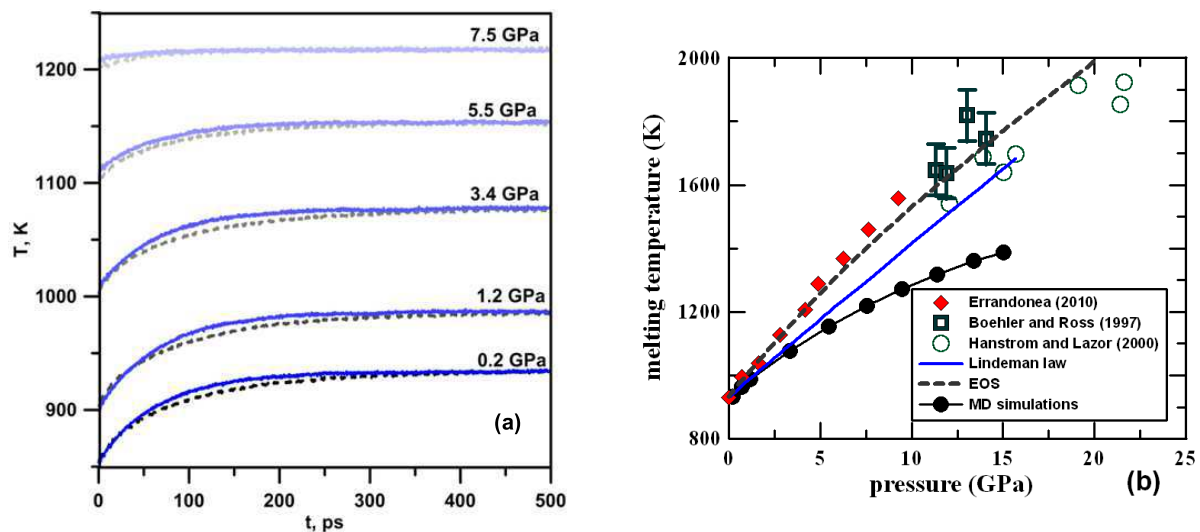 7.5 GPa
5.5 GPa
3.4 GPa
1.2 GPa
0.2 GPa
(a)
T, K
1200
1100
1000
900
0
100
200
300
400
500
t, ps
melting temperature (K)
2000
1600
1200
800
Errandonea (2010)
Boehler and Ross (1997)
Hanstrom and Lazor (2000)
Lindeman law
EOS
MD simulations
0
5
10
15
20
25
pressure (GPa)
(b)